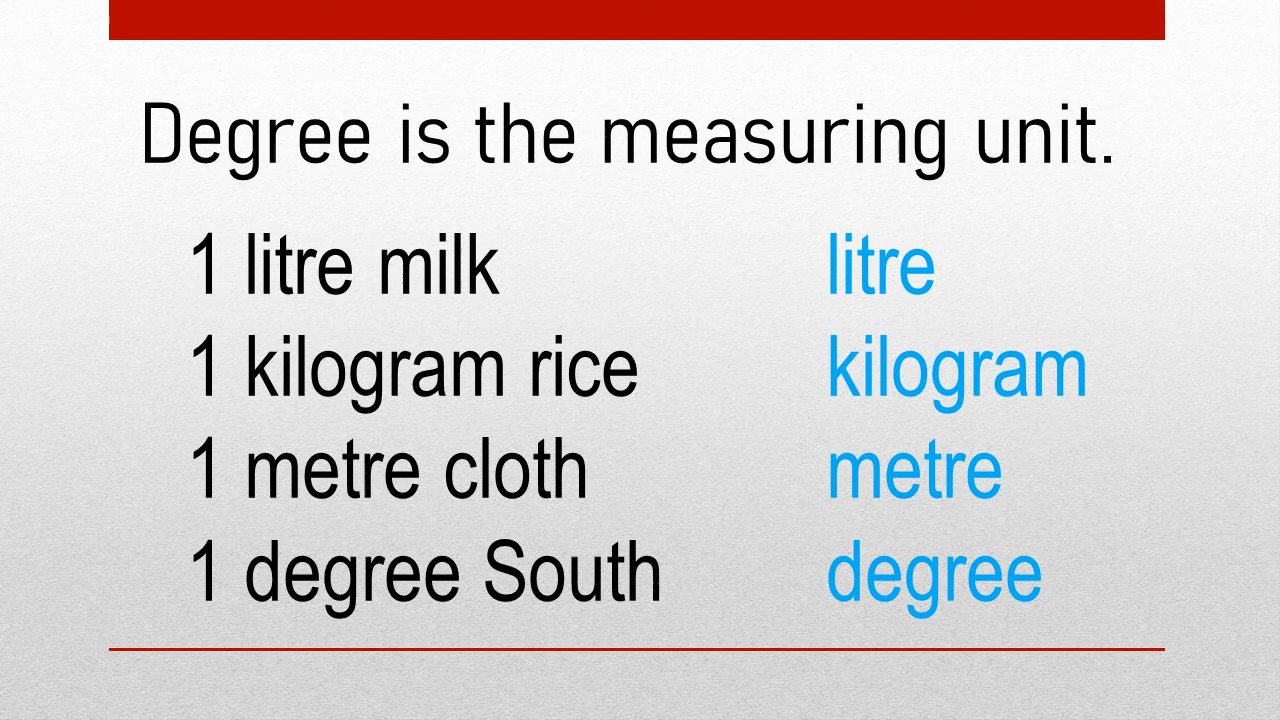 Degree is the measuring unit.
1 litre milk litre
1 kilogram rice kilogram
1 metre cloth metre
1 degree South degree